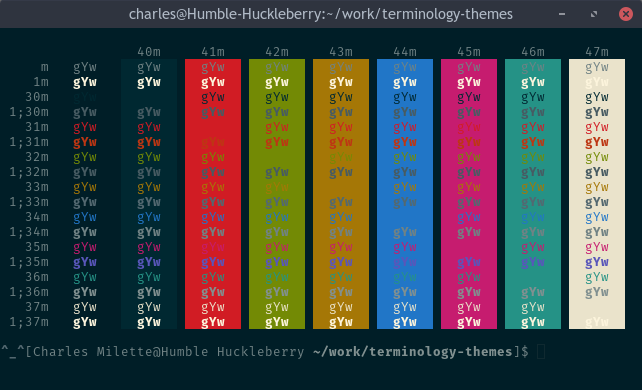 charles@Humble-Huckleberry:~/work/terminology-themes
40m 41m 42m 43m 44m 45m 46m 47m
m gYw gYw gYw gYw gYw gYw gYw gYw gYw
1m gYw gYw gYw gYw gYw gYw gYw gYw gYw
30m gYw gYw gYw gYw gYw gYw gYw
1;30m gYw gYw gYw gYw gYw gYw gYw gYw gYw
31m gYw gYw gYw gYw gYw gYw gYw gYw
1;31m gYw gYw gYw gYw gYw gYw gYw gYw gYw
32m gYw gYw gYw gYw gYw gYw gYw gYw
1;32m gYw gYw gYw gYw gYw gYw gYw gYw gYw
33m gYw gYw gYw gYw gYw gYw gYw gYw
1;33m gYw gYw gYw gYw gYw gYw gYw gYw gYw
34m gYw gYw gYw gYw gYw gYw gYw gYw
1;34m gYw gYw gYw gYw gYw gYw gYw gYw gYw
35m gYw gYw gYw gYw gYw gYw gYw gYw
1;35m gYw gYw gYw gYw gYw gYw gYw gYw gYw
36m gYw gYw gYw gYw gYw gYw gYw gYw
1;36m gYw gYw gYw gYw gYw gYw gYw gYw gYw
37m gYw gYw gYw gYw gYw gYw gYw gYw
1;37m gYw gYw gYw gYw gYw gYw gYw gYw gYw
^_^[Charles Milette@Humble Huckleberry ~/work/terminology-themes]$